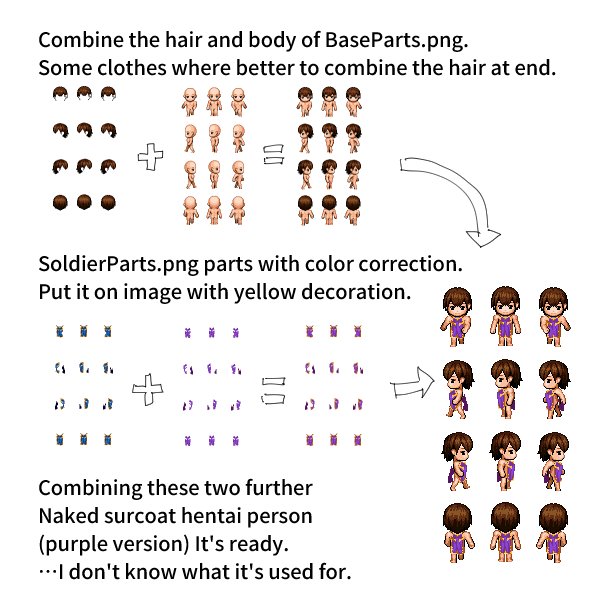 Combine the hair and body of BaseParts.png.
Some clothes where better to combine the hair at end.
SoldierParts.png parts with color correction.
Put it on image with yellow decoration.
Combining these two further
Naked surcoat hentai person
(purple version) It's ready.
…I don't know what it's used for.